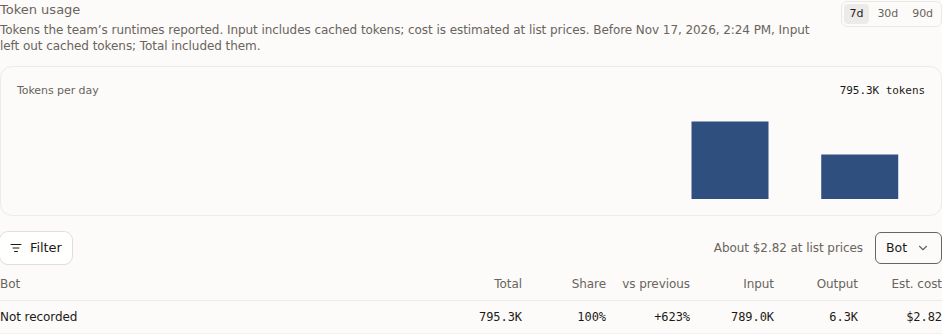 Token usage
7d 30d 90d
Tokens the team’s runtimes reported. Input includes cached tokens; cost is estimated at list prices. Before Nov 17, 2026, 2:24 PM, Input
left out cached tokens; Total included them.
Tokens per day
795.3K tokens
Filter
About $2.82 at list prices
Bot
Bot Total Share vs previous Input Output Est. cost
Not recorded 795.3K 100% +623% 789.0K 6.3K $2.82